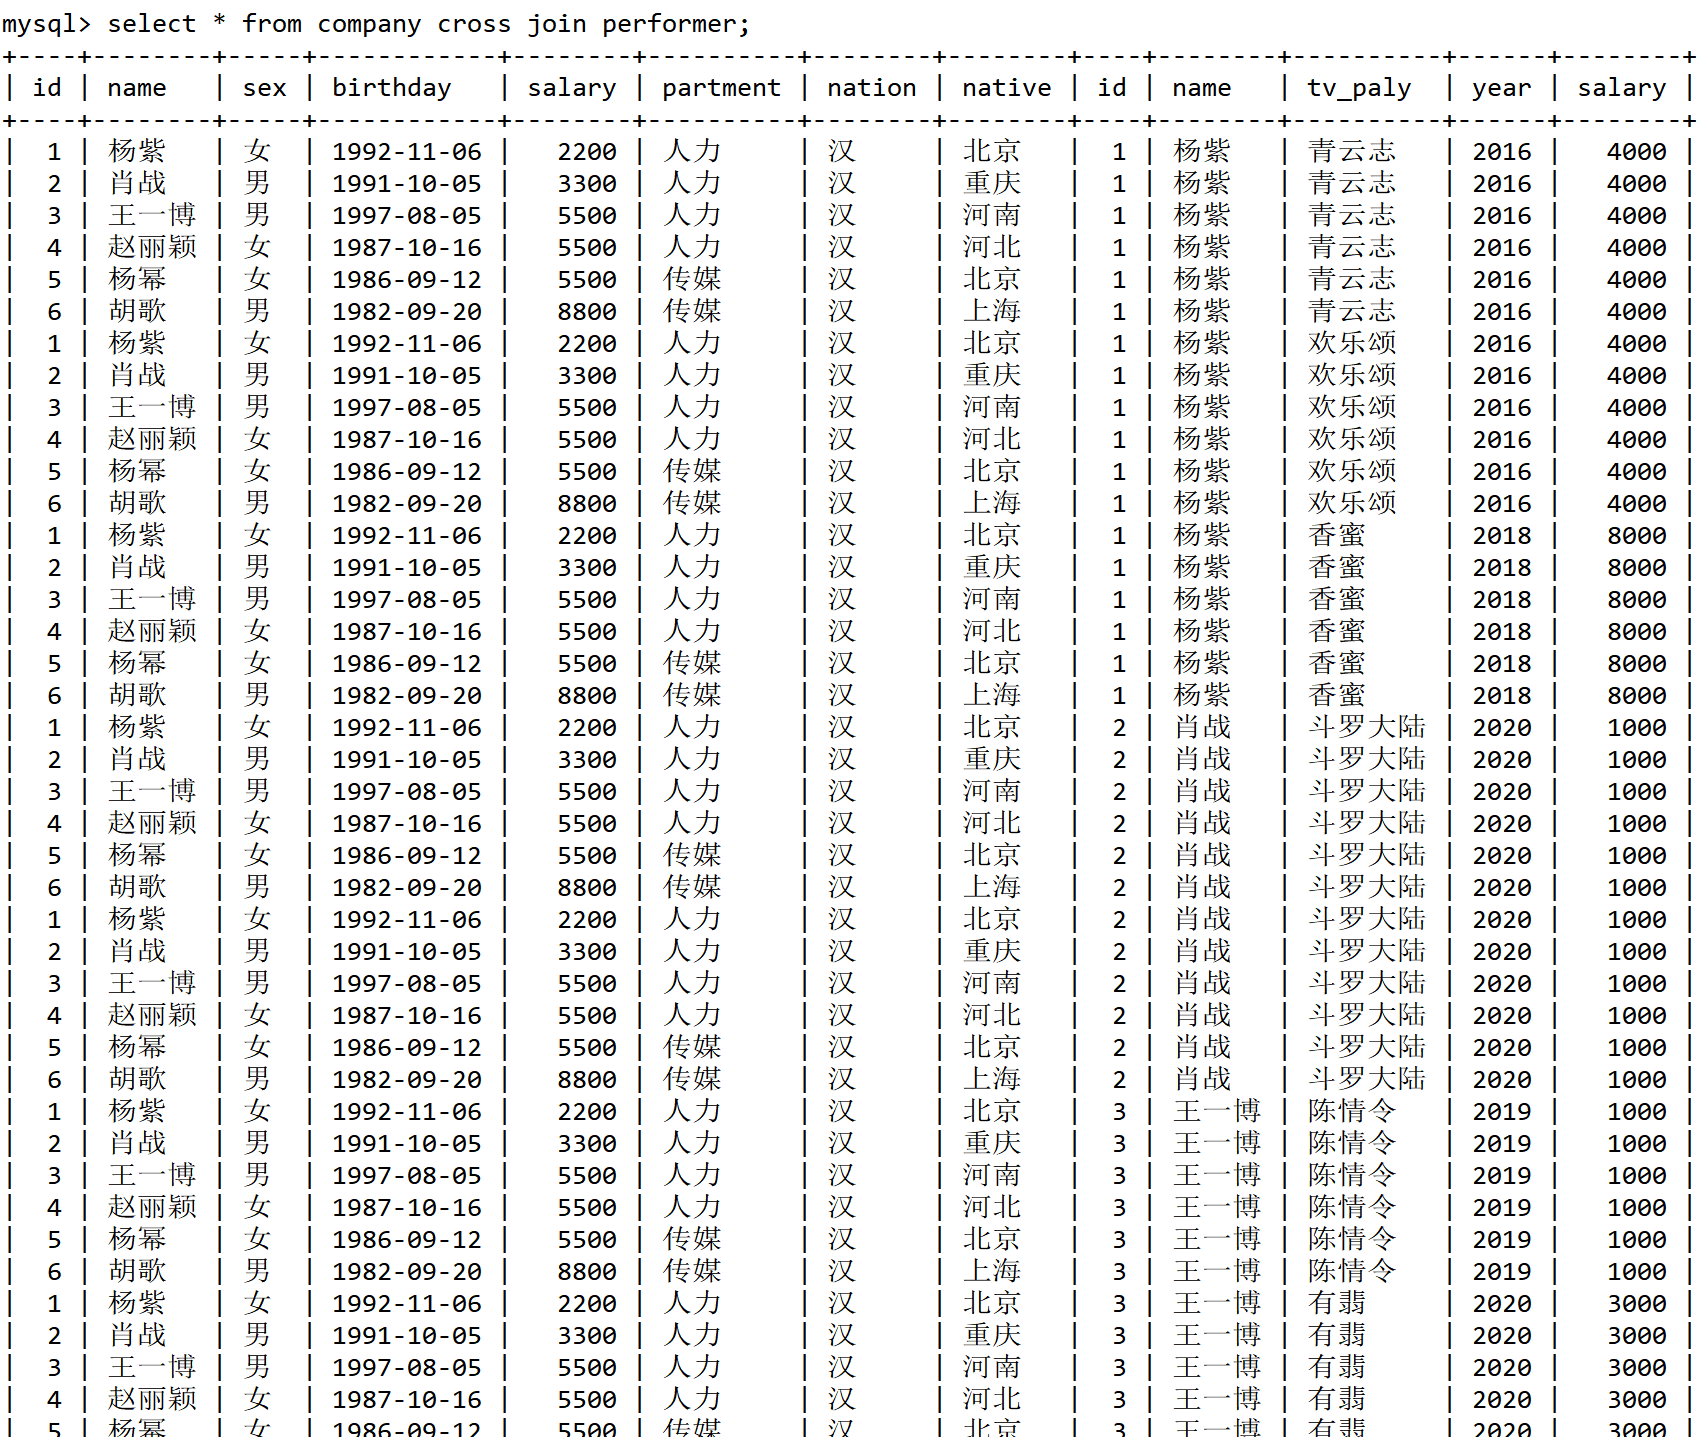 mysql> select * from company cross join performer;
+----+--------+-----+------------+--------+----------+--------+--------+----+--------+----------+------+--------+
| id | name   | sex | birthday   | salary | partment | nation | native | id | name   | tv_paly  | year | salary |
+----+--------+-----+------------+--------+----------+--------+--------+----+--------+----------+------+--------+
|  1 | 杨紫   | 女  | 1992-11-06 |   2200 | 人力     | 汉     | 北京   |  1 | 杨紫   | 青云志   | 2016 |   4000 |
|  2 | 肖战   | 男  | 1991-10-05 |   3300 | 人力     | 汉     | 重庆   |  1 | 杨紫   | 青云志   | 2016 |   4000 |
|  3 | 王一博 | 男  | 1997-08-05 |   5500 | 人力     | 汉     | 河南   |  1 | 杨紫   | 青云志   | 2016 |   4000 |
|  4 | 赵丽颖 | 女  | 1987-10-16 |   5500 | 人力     | 汉     | 河北   |  1 | 杨紫   | 青云志   | 2016 |   4000 |
|  5 | 杨幂   | 女  | 1986-09-12 |   5500 | 传媒     | 汉     | 北京   |  1 | 杨紫   | 青云志   | 2016 |   4000 |
|  6 | 胡歌   | 男  | 1982-09-20 |   8800 | 传媒     | 汉     | 上海   |  1 | 杨紫   | 青云志   | 2016 |   4000 |
|  1 | 杨紫   | 女  | 1992-11-06 |   2200 | 人力     | 汉     | 北京   |  1 | 杨紫   | 欢乐颂   | 2016 |   4000 |
|  2 | 肖战   | 男  | 1991-10-05 |   3300 | 人力     | 汉     | 重庆   |  1 | 杨紫   | 欢乐颂   | 2016 |   4000 |
|  3 | 王一博 | 男  | 1997-08-05 |   5500 | 人力     | 汉     | 河南   |  1 | 杨紫   | 欢乐颂   | 2016 |   4000 |
|  4 | 赵丽颖 | 女  | 1987-10-16 |   5500 | 人力     | 汉     | 河北   |  1 | 杨紫   | 欢乐颂   | 2016 |   4000 |
|  5 | 杨幂   | 女  | 1986-09-12 |   5500 | 传媒     | 汉     | 北京   |  1 | 杨紫   | 欢乐颂   | 2016 |   4000 |
|  6 | 胡歌   | 男  | 1982-09-20 |   8800 | 传媒     | 汉     | 上海   |  1 | 杨紫   | 欢乐颂   | 2016 |   4000 |
|  1 | 杨紫   | 女  | 1992-11-06 |   2200 | 人力     | 汉     | 北京   |  1 | 杨紫   | 香蜜     | 2018 |   8000 |
|  2 | 肖战   | 男  | 1991-10-05 |   3300 | 人力     | 汉     | 重庆   |  1 | 杨紫   | 香蜜     | 2018 |   8000 |
|  3 | 王一博 | 男  | 1997-08-05 |   5500 | 人力     | 汉     | 河南   |  1 | 杨紫   | 香蜜     | 2018 |   8000 |
|  4 | 赵丽颖 | 女  | 1987-10-16 |   5500 | 人力     | 汉     | 河北   |  1 | 杨紫   | 香蜜     | 2018 |   8000 |
|  5 | 杨幂   | 女  | 1986-09-12 |   5500 | 传媒     | 汉     | 北京   |  1 | 杨紫   | 香蜜     | 2018 |   8000 |
|  6 | 胡歌   | 男  | 1982-09-20 |   8800 | 传媒     | 汉     | 上海   |  1 | 杨紫   | 香蜜     | 2018 |   8000 |
|  1 | 杨紫   | 女  | 1992-11-06 |   2200 | 人力     | 汉     | 北京   |  2 | 肖战   | 斗罗大陆 | 2020 |   1000 |
|  2 | 肖战   | 男  | 1991-10-05 |   3300 | 人力     | 汉     | 重庆   |  2 | 肖战   | 斗罗大陆 | 2020 |   1000 |
|  3 | 王一博 | 男  | 1997-08-05 |   5500 | 人力     | 汉     | 河南   |  2 | 肖战   | 斗罗大陆 | 2020 |   1000 |
|  4 | 赵丽颖 | 女  | 1987-10-16 |   5500 | 人力     | 汉     | 河北   |  2 | 肖战   | 斗罗大陆 | 2020 |   1000 |
|  5 | 杨幂   | 女  | 1986-09-12 |   5500 | 传媒     | 汉     | 北京   |  2 | 肖战   | 斗罗大陆 | 2020 |   1000 |
|  6 | 胡歌   | 男  | 1982-09-20 |   8800 | 传媒     | 汉     | 上海   |  2 | 肖战   | 斗罗大陆 | 2020 |   1000 |
|  1 | 杨紫   | 女  | 1992-11-06 |   2200 | 人力     | 汉     | 北京   |  2 | 肖战   | 斗罗大陆 | 2020 |   1000 |
|  2 | 肖战   | 男  | 1991-10-05 |   3300 | 人力     | 汉     | 重庆   |  2 | 肖战   | 斗罗大陆 | 2020 |   1000 |
|  3 | 王一博 | 男  | 1997-08-05 |   5500 | 人力     | 汉     | 河南   |  2 | 肖战   | 斗罗大陆 | 2020 |   1000 |
|  4 | 赵丽颖 | 女  | 1987-10-16 |   5500 | 人力     | 汉     | 河北   |  2 | 肖战   | 斗罗大陆 | 2020 |   1000 |
|  5 | 杨幂   | 女  | 1986-09-12 |   5500 | 传媒     | 汉     | 北京   |  2 | 肖战   | 斗罗大陆 | 2020 |   1000 |
|  6 | 胡歌   | 男  | 1982-09-20 |   8800 | 传媒     | 汉     | 上海   |  2 | 肖战   | 斗罗大陆 | 2020 |   1000 |
|  1 | 杨紫   | 女  | 1992-11-06 |   2200 | 人力     | 汉     | 北京   |  3 | 王一博 | 陈情令   | 2019 |   1000 |
|  2 | 肖战   | 男  | 1991-10-05 |   3300 | 人力     | 汉     | 重庆   |  3 | 王一博 | 陈情令   | 2019 |   1000 |
|  3 | 王一博 | 男  | 1997-08-05 |   5500 | 人力     | 汉     | 河南   |  3 | 王一博 | 陈情令   | 2019 |   1000 |
|  4 | 赵丽颖 | 女  | 1987-10-16 |   5500 | 人力     | 汉     | 河北   |  3 | 王一博 | 陈情令   | 2019 |   1000 |
|  5 | 杨幂   | 女  | 1986-09-12 |   5500 | 传媒     | 汉     | 北京   |  3 | 王一博 | 陈情令   | 2019 |   1000 |
|  6 | 胡歌   | 男  | 1982-09-20 |   8800 | 传媒     | 汉     | 上海   |  3 | 王一博 | 陈情令   | 2019 |   1000 |
|  1 | 杨紫   | 女  | 1992-11-06 |   2200 | 人力     | 汉     | 北京   |  3 | 王一博 | 有翡     | 2020 |   3000 |
|  2 | 肖战   | 男  | 1991-10-05 |   3300 | 人力     | 汉     | 重庆   |  3 | 王一博 | 有翡     | 2020 |   3000 |
|  3 | 王一博 | 男  | 1997-08-05 |   5500 | 人力     | 汉     | 河南   |  3 | 王一博 | 有翡     | 2020 |   3000 |
|  4 | 赵丽颖 | 女  | 1987-10-16 |   5500 | 人力     | 汉     | 河北   |  3 | 王一博 | 有翡     | 2020 |   3000 |
|  5 | 杨幂   | 女  | 1986-09-12 |   5500 | 传媒     | 汉     | 北京   |  3 | 王一博 | 有翡     | 2020 |   3000 |